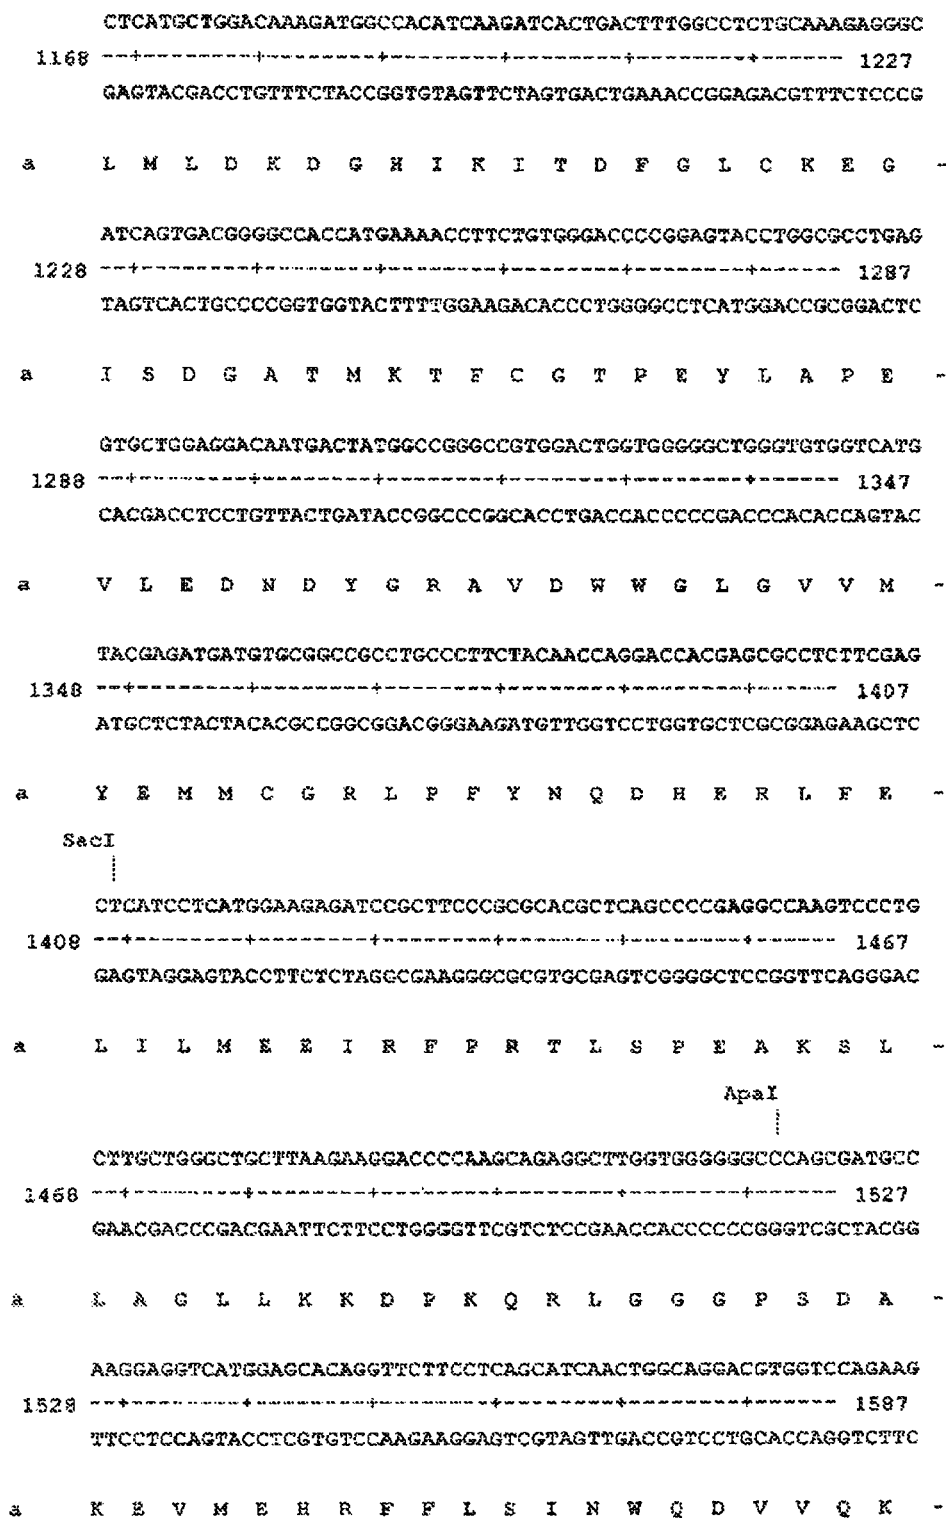 CTCATGCTGGACAAAGATGGCCACATCAAGATCACTGACTTTGGCCTCTGCAAAGAGGGC
1168 --+---------+---------+---------+---------+---------+------- 1227
GAGTACGACCTGTTTCTACCGGTGTAGTTCTAGTGACTGAAACCGGAGACGTTTCTCCCG
a L M L D K D G H I K I T D F G L C K E G -
ATCAGTGACGGGGCCACCATGAAAACCTTCTGTGGGACCCCGGAGTACCTGGCGCCTGAG
1228 --+---------+---------+---------+---------+---------+------- 1287
TAGTCACTGCCCCGGTGGTACTTTTGGAAGACACCCTGGGGCCTCATGGACCGCGGACTC
a I S D G A T M K T F C G T P E Y L A P E -
GTGCTGGAGGACAATGACTATGGCCGGGCCGTGGACTGGTGGGGGCTGGGTGTGGTCATG
1288 --+---------+---------+---------+---------+---------+------- 1347
CACGACCTCCTGTTACTGATACCGGCCCGGCACCTGACCACCCCCGACCCACACCAGTAC
a V L E D N D Y G R A V D W W G L G V V M -
TACGAGATGATGTGCGGCCGCCTGCCCTTCTACAACCAGGACCACGAGCGCCTCTTCGAG
1348 --+---------+---------+---------+---------+---------+------- 1407
ATGCTCTACTACACGCCGGCGGACGGGAAGATGTTGGTCCTGGTGCTCGCGGAGAAGCTC
a Y E M M C G R L P F Y N Q D H E R L F E -
SacI
CTCATCCTCATGGAAGAGATCCGCTTCCCGCGCACGCTCAGCCCCGAGGCCAAGTCCCTG
1408 --+---------+---------+---------+---------+---------+------- 1467
GAGTAGGAGTACCTTCTCTAGGCGAAGGGCGCGTGCGAGTCGGGGCTCCGGTTCAGGGAC
a L I L M E E I R F P R T L S P E A K S L -
ApaI
CTTGCTGGGCTGCTTAAGAAGGACCCCAAGCAGAGGCTTGGTGGGGGGCCCAGCGATGCC
1468 --+---------+---------+---------+---------+---------+------- 1527
GAACGACCCGACGAATTCTTCCTGGGGTTCGTCTCCGAACCACCCCCCGGGTCGCTACGG
a L A G L L K K D P K Q R L G G G P S D A -
AAGGAGGTCATGGAGCACAGGTTCTTCCTCAGCATCAACTGGCAGGACGTGGTCCAGAAG
1528 --+---------+---------+---------+---------+---------+------- 1587
TTCCTCCAGTACCTCGTGTCCAAGAAGGAGTCGTAGTTGACCGTCCTGCACCAGGTCTTC
a K E V M E H R F F L S I N W Q D V V Q K -